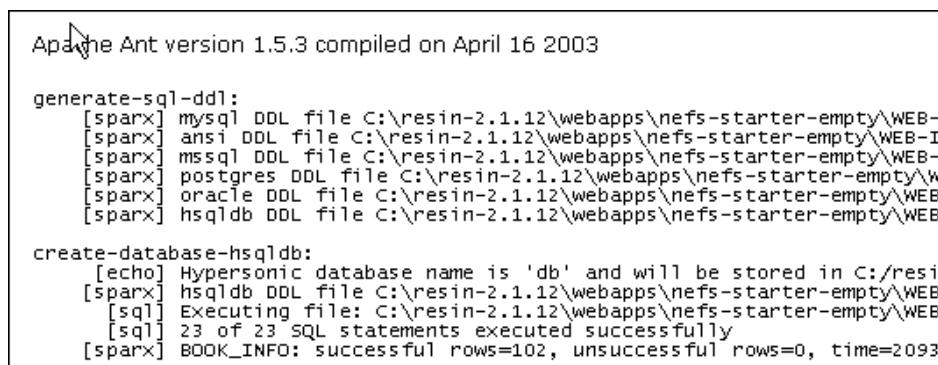 Apache Ant version 1.5.3 compiled on April 16 2003
generate-sql-ddl:
[sparx] mysql DDL file C:\resin-2.1.12\webapps\nefs-starter-empty\WEB-
[sparx] ansi DDL file C:\resin-2.1.12\webapps\nefs-starter-empty\WEB-I
[sparx] mssql DDL file C:\resin-2.1.12\webapps\nefs-starter-empty\WEB-
[sparx] postgres DDL file C:\resin-2.1.12\webapps\nefs-starter-empty\W
[sparx] oracle DDL file C:\resin-2.1.12\webapps\nefs-starter-empty\WEB
[sparx] hsqldb DDL file C:\resin-2.1.12\webapps\nefs-starter-empty\WEB
create-database-hsqldb:
[echo] Hypersonic database name is 'db' and will be stored in C:/resi
[sparx] hsqldb DDL file C:\resin-2.1.12\webapps\nefs-starter-empty\WEB
[sql] Executing file: C:\resin-2.1.12\webapps\nefs-starter-empty\WEB
[sql] 23 of 23 SQL statements executed successfully
[sparx] BOOK_INFO: successful rows=102, unsuccessful rows=0, time=2093